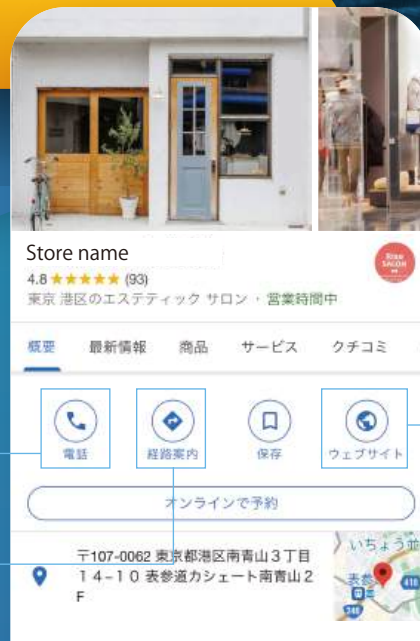 Store name
4.8 ★★★★★ (93)
東京 港区のエステティック サロン・営業時間中
概要 最新情報 商品 サービス クチコミ
電話 経路案内 保存 ウェブサイト
オンラインで予約
〒107-0062 東京都港区南青山3丁目
14−10 表参道カシェート南青山2
F
いちょう並
表参
410
246